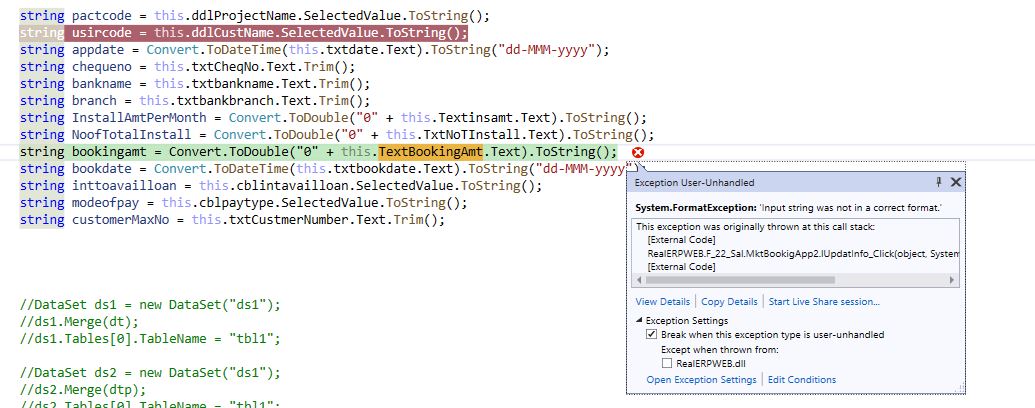 string pactcode = this.ddlProjectName.SelectedValue.ToString();
string usircode = this.ddlCustName.SelectedValue.ToString();
string appdate = Convert.ToDateTime(this.txtdate.Text).ToString("dd-MMM-yyyy");
string chequeno = this.txtCheqNo.Text.Trim();
string bankname = this.txtbankname.Text.Trim();
string branch = this.txtbankbranch.Text.Trim();
string InstallAmtPerMonth = Convert.ToDouble("0" + this.Textinsamt.Text).ToString();
string NoofTotalInstall = Convert.ToDouble("0" + this.TxtNoTInstall.Text).ToString();
string bookingamt = Convert.ToDouble("0" + this.TextBookingAmt.Text).ToString();
string bookdate = Convert.ToDateTime(this.txtbookdate.Text).ToString("dd-MMM-yyyy"
string inttoavailloan = this.cblintavailloan.SelectedValue.ToString();
string modeofpay = this.cblpaytype.SelectedValue.ToString();
string customerMaxNo = this.txtCustmerNumber.Text.Trim();
Exception User-Unhandled
System.FormatException: 'Input string was not in a correct format.'
This exception was originally thrown at this call stack:
[External Code]
RealERPWEB.F_22_Sal.MktBookigApp2.lUpdatInfo_Click(object, System
[External Code]
View Details | Copy Details | Start Live Share session...
Exception Settings
Break when this exception type is user-unhandled
Except when thrown from:
RealERPWEB.dll
Open Exception Settings | Edit Conditions
//DataSet ds1 = new DataSet("ds1");
//ds1.Merge(dt);
//ds1.Tables[0].TableName = "tbl1";
//DataSet ds2 = new DataSet("ds1");
//ds2.Merge(dtp);
//ds2.Tables[0].TableName = "tbl1";